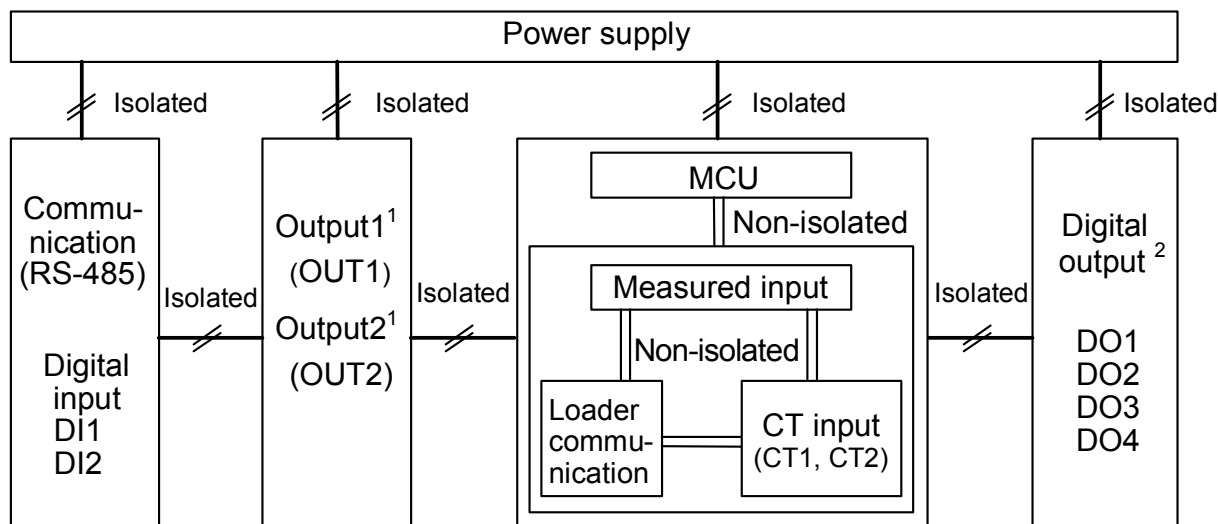 Power supply
Isolated
Isolated
Isolated
Isolated
Commu-
nication
(RS-485)
Digital
input
DI1
DI2
Isolated
Output1¹
(OUT1)
Output2¹
(OUT2)
Isolated
MCU
Non-isolated
Measured input
Non-isolated
Loader
commu-
nication
CT input
(CT1, CT2)
Isolated
Digital
output ²
DO1
DO2
DO3
DO4